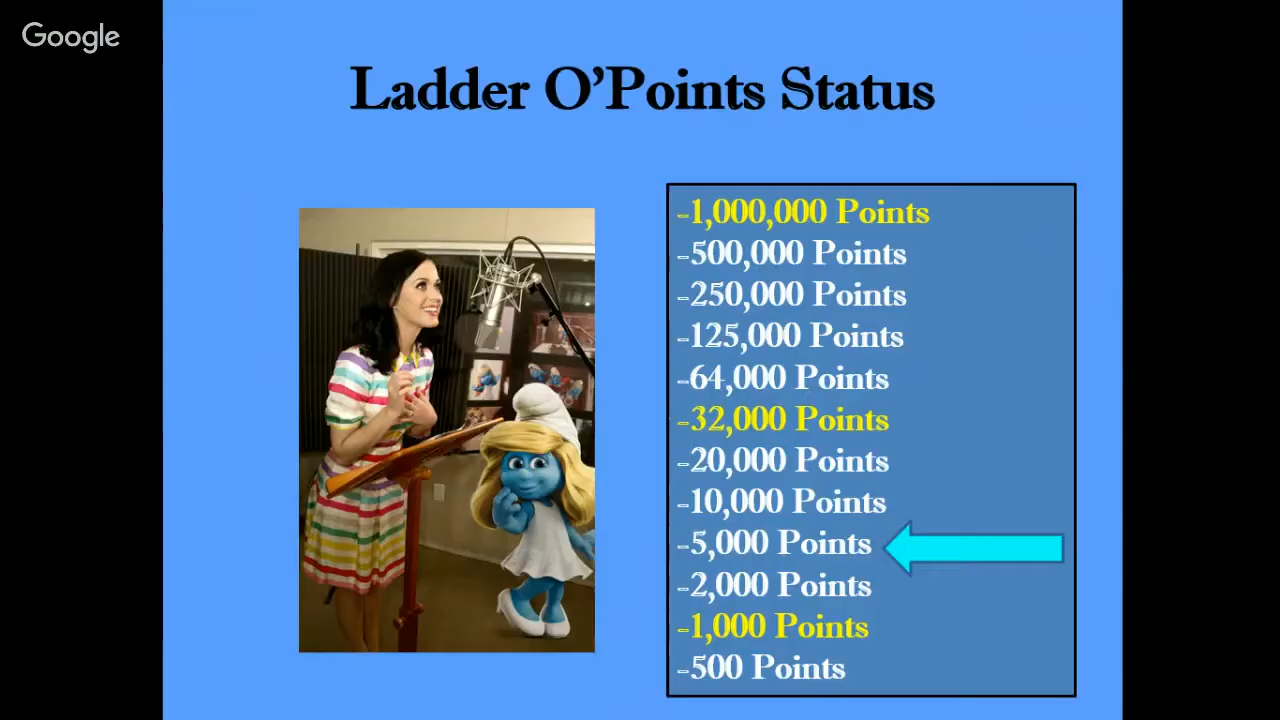 Google
Ladder O'Points Status
-1,000,000 Points
-500,000 Points
-250,000 Points
-125,000 Points
-64,000 Points
-32,000 Points
-20,000 Points
-10,000 Points
-5,000 Points
-2,000 Points
-1,000 Points
-500 Points